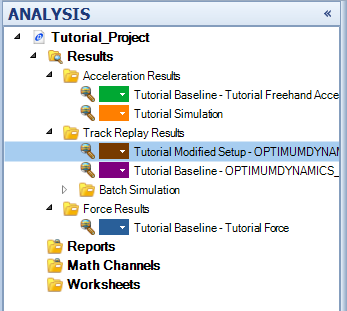 ANALYSIS «
Tutorial_Project
Results
Acceleration Results
Tutorial Baseline - Tutorial Freehand Acce
Tutorial Simulation
Track Replay Results
Tutorial Modified Setup - OPTIMUMDYNAM
Tutorial Baseline - OPTIMUMDYNAMICS_
Batch Simulation
Force Results
Tutorial Baseline - Tutorial Force
Reports
Math Channels
Worksheets